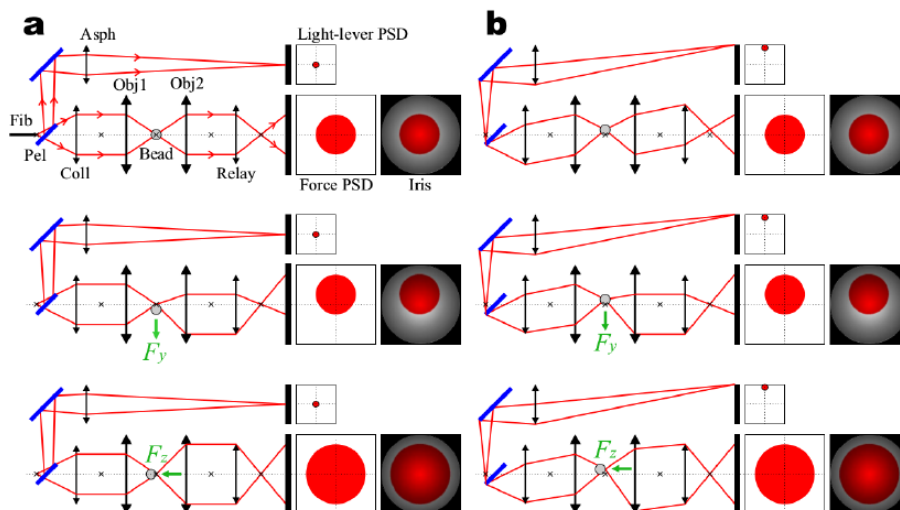 a
b
Asph
Light-lever PSD
Obj1
Obj2
Fib
Pel
Bead
Coll
Relay
Force PSD
Iris
Fy
Fy
Fz
Fz